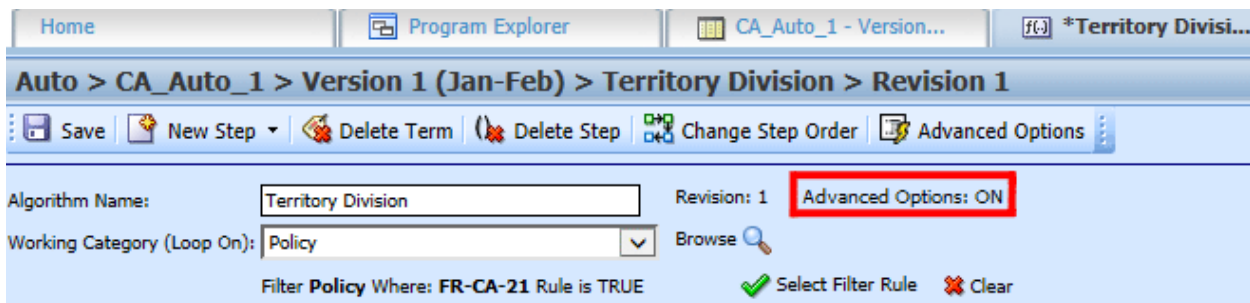 Home Program Explorer CA_Auto_1 - Version... f(.) *Territory Divisi...
Auto > CA_Auto_1 > Version 1 (Jan-Feb) > Territory Division > Revision 1
Save New Step Delete Term Delete Step Change Step Order Advanced Options
Algorithm Name: Territory Division Revision: 1 Advanced Options: ON
Working Category (Loop On): Policy Browse
Filter Policy Where: FR-CA-21 Rule is TRUE Select Filter Rule Clear